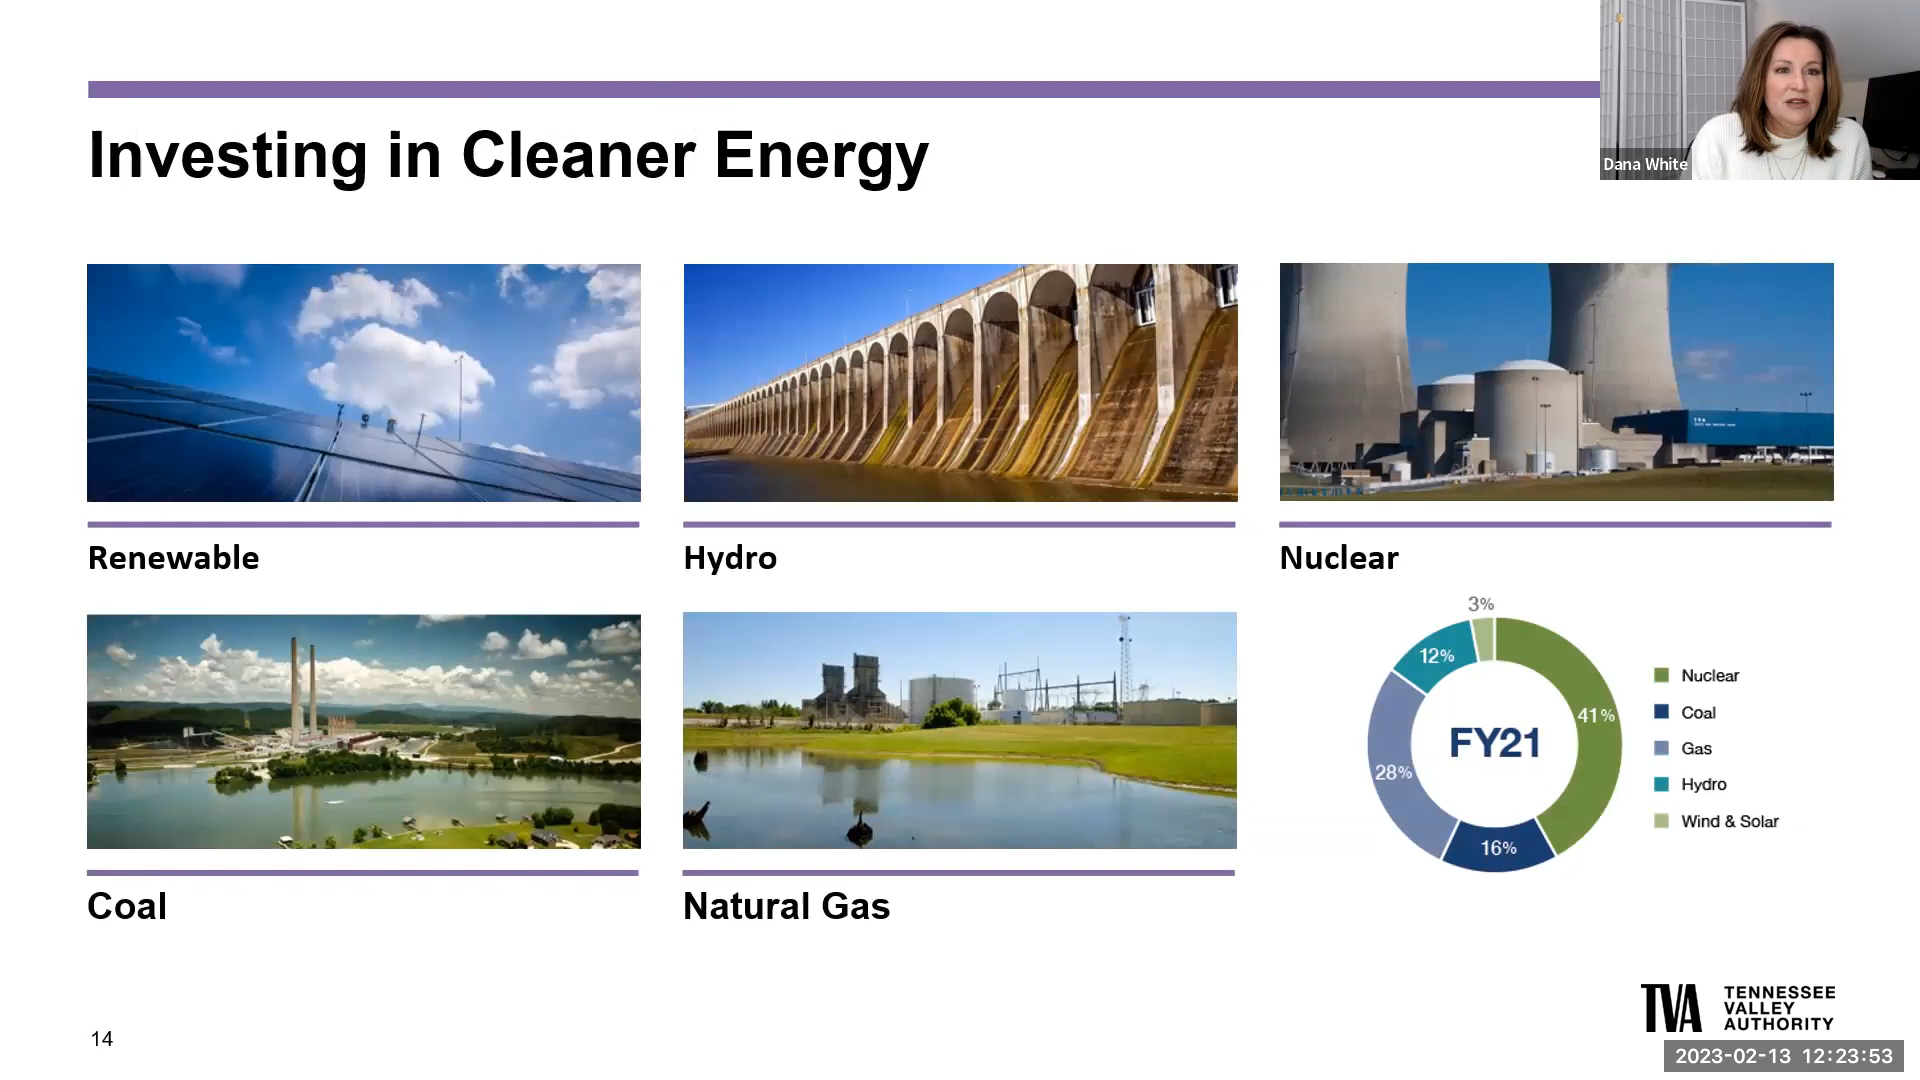 Dana White
Investing in Cleaner Energy
Renewable
Hydro
Nuclear
Coal
Natural Gas
3%
12%
41%
28%
16%
FY21
Nuclear
Coal
Gas
Hydro
Wind & Solar
14
TVA
TENNESSEE
VALLEY
AUTHORITY
2023-02-13 12:23:53